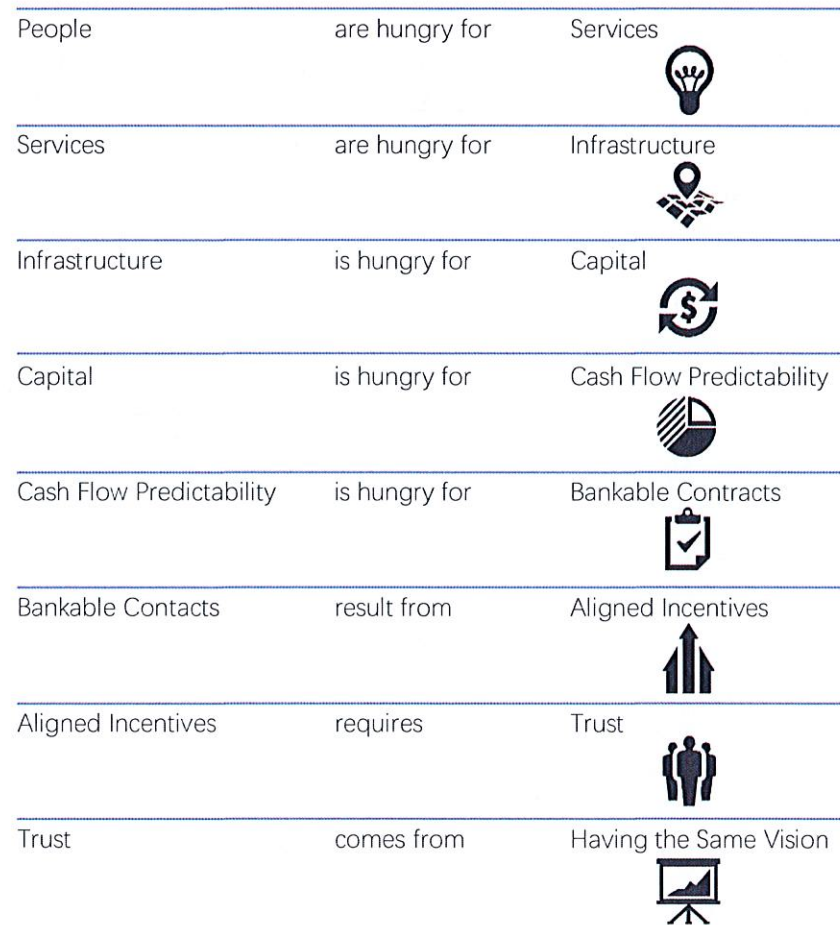 People are hungry for Services
Services are hungry for Infrastructure
Infrastructure is hungry for Capital
$
Capital is hungry for Cash Flow Predictability
Cash Flow Predictability is hungry for Bankable Contracts
Bankable Contacts result from Aligned Incentives
Aligned Incentives requires Trust
Trust comes from Having the Same Vision